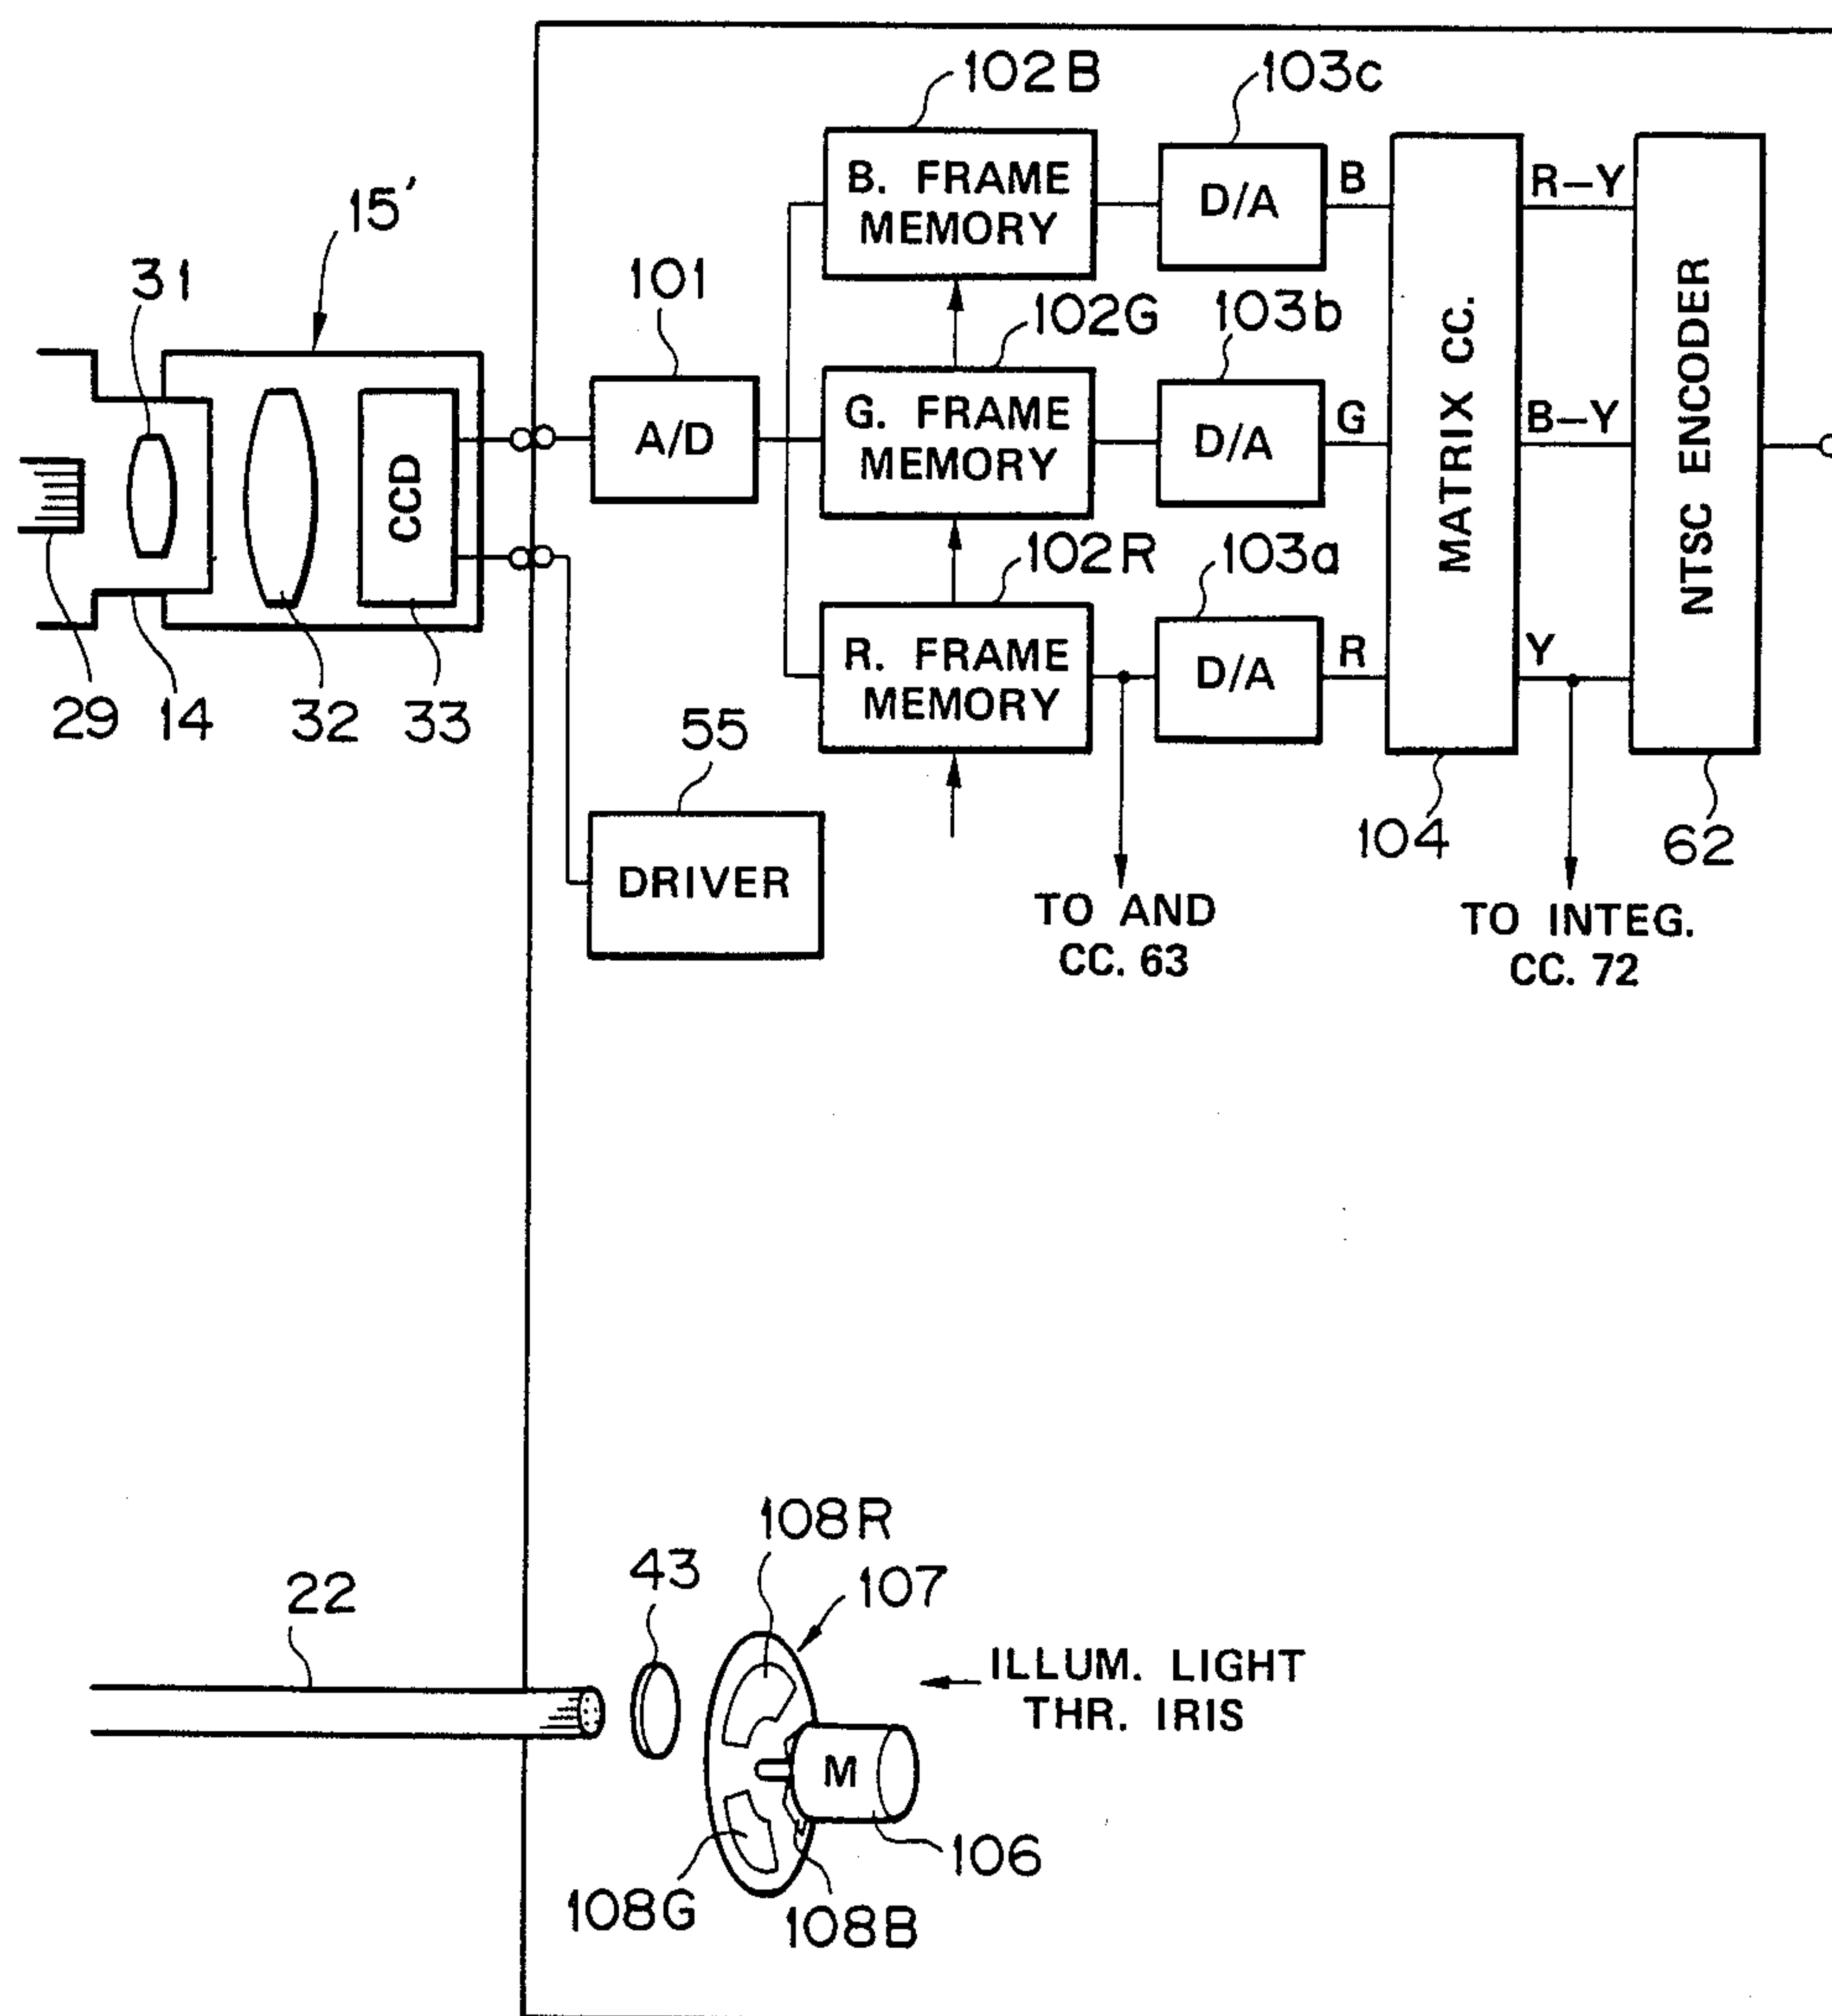 102B
103c
B. FRAME
MEMORY
D/A
B
R-Y
15'
31
101
102G
103b
A/D
G. FRAME
MEMORY
D/A
G
MATRIX CC.
B-Y
NTSC ENCODER
CCD
102R
103a
R. FRAME
MEMORY
D/A
R
Y
29
14
32
33
55
104
62
DRIVER
TO AND
CC. 63
TO INTEG.
CC. 72
108R
43
107
22
ILLUM. LIGHT
THR. IRIS
M
106
108G
108B